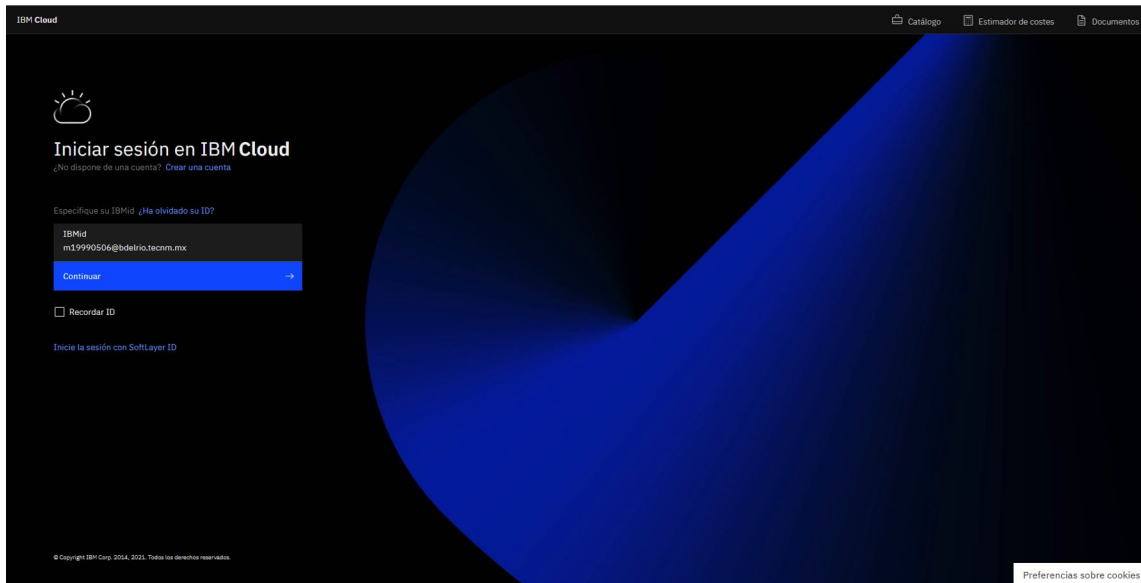 IBM Cloud
Catálogo
Estimador de costes
Documentos
Iniciar sesión en IBM Cloud
¿No dispone de una cuenta? Crear una cuenta
Especifique su IBMid ¿Ha olvidado su ID?
IBMid
m19990506@bdelrio.tecnm.mx
Continuar →
Recordar ID
Inicie la sesión con SoftLayer ID
© Copyright IBM Corp. 2014, 2021. Todos los derechos reservados.
Preferencias sobre cookies